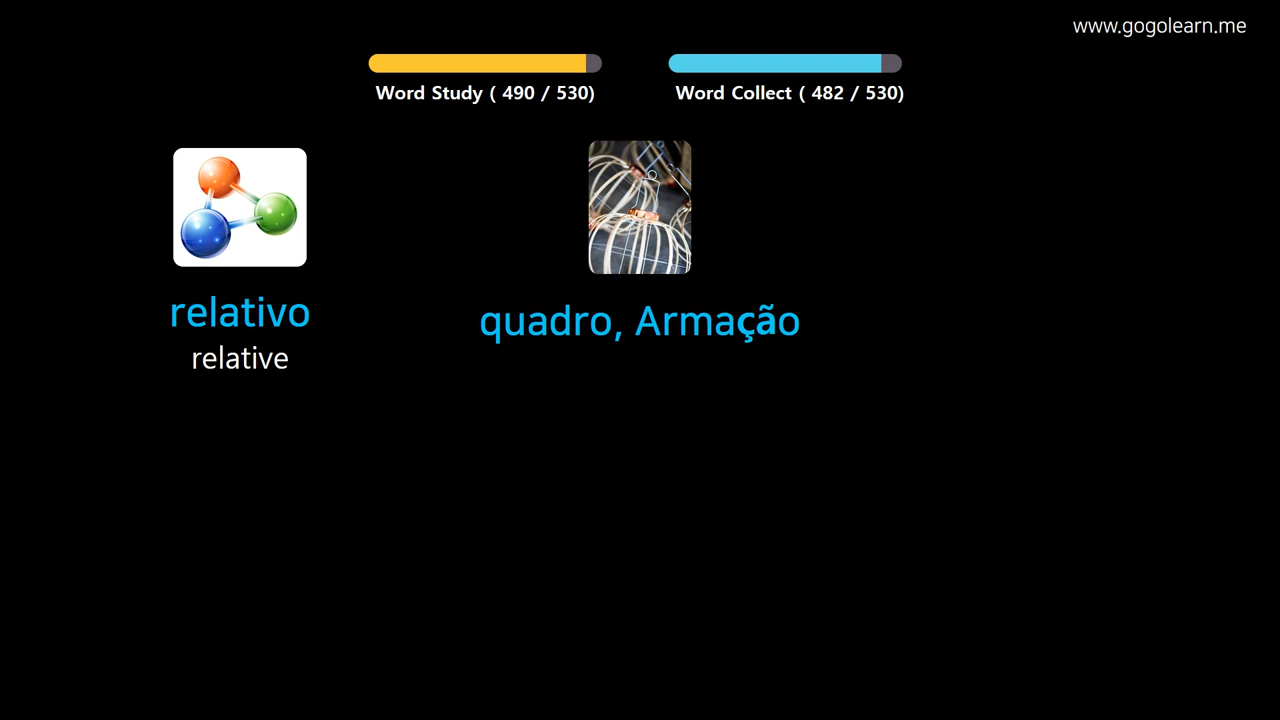 www.gogolearn.me
Word Study ( 490 / 530)
Word Collect ( 482 / 530)
relativo
relative
quadro, Armação